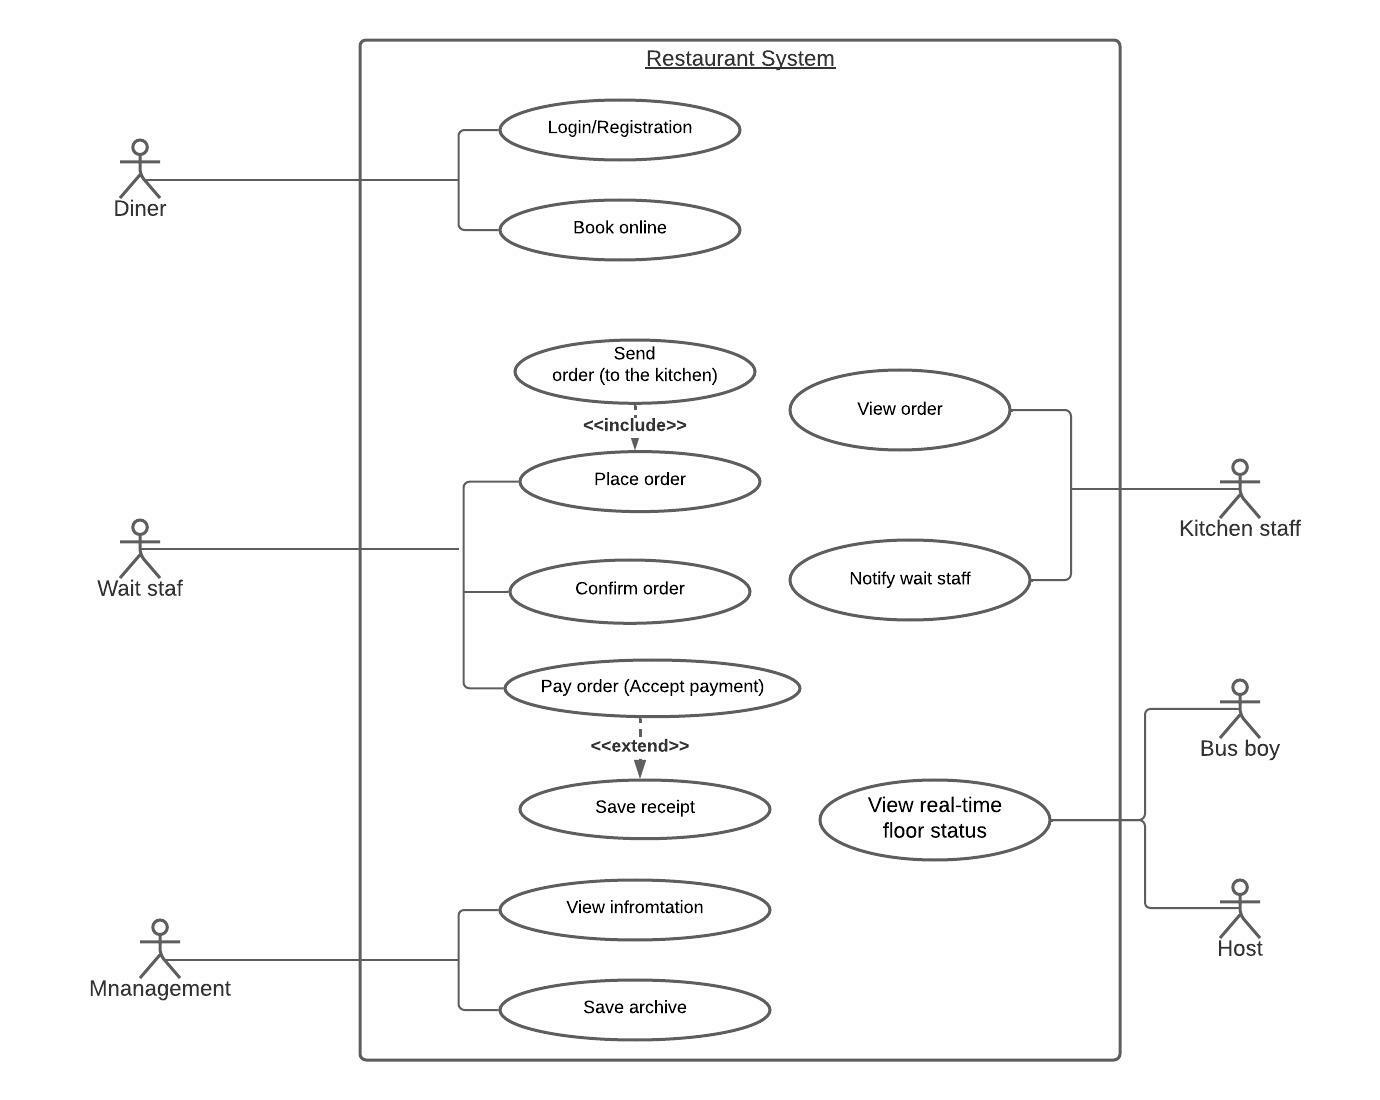 Restaurant System
Login/Registration
Diner
Book online
Send
order (to the kitchen)
<<include>>
View order
Place order
Kitchen staff
Wait staf
Confirm order
Notify wait staff
Pay order (Accept payment)
<<extend>>
Bus boy
Save receipt
View real-time
floor status
View infromtation
Host
Mnanagement
Save archive